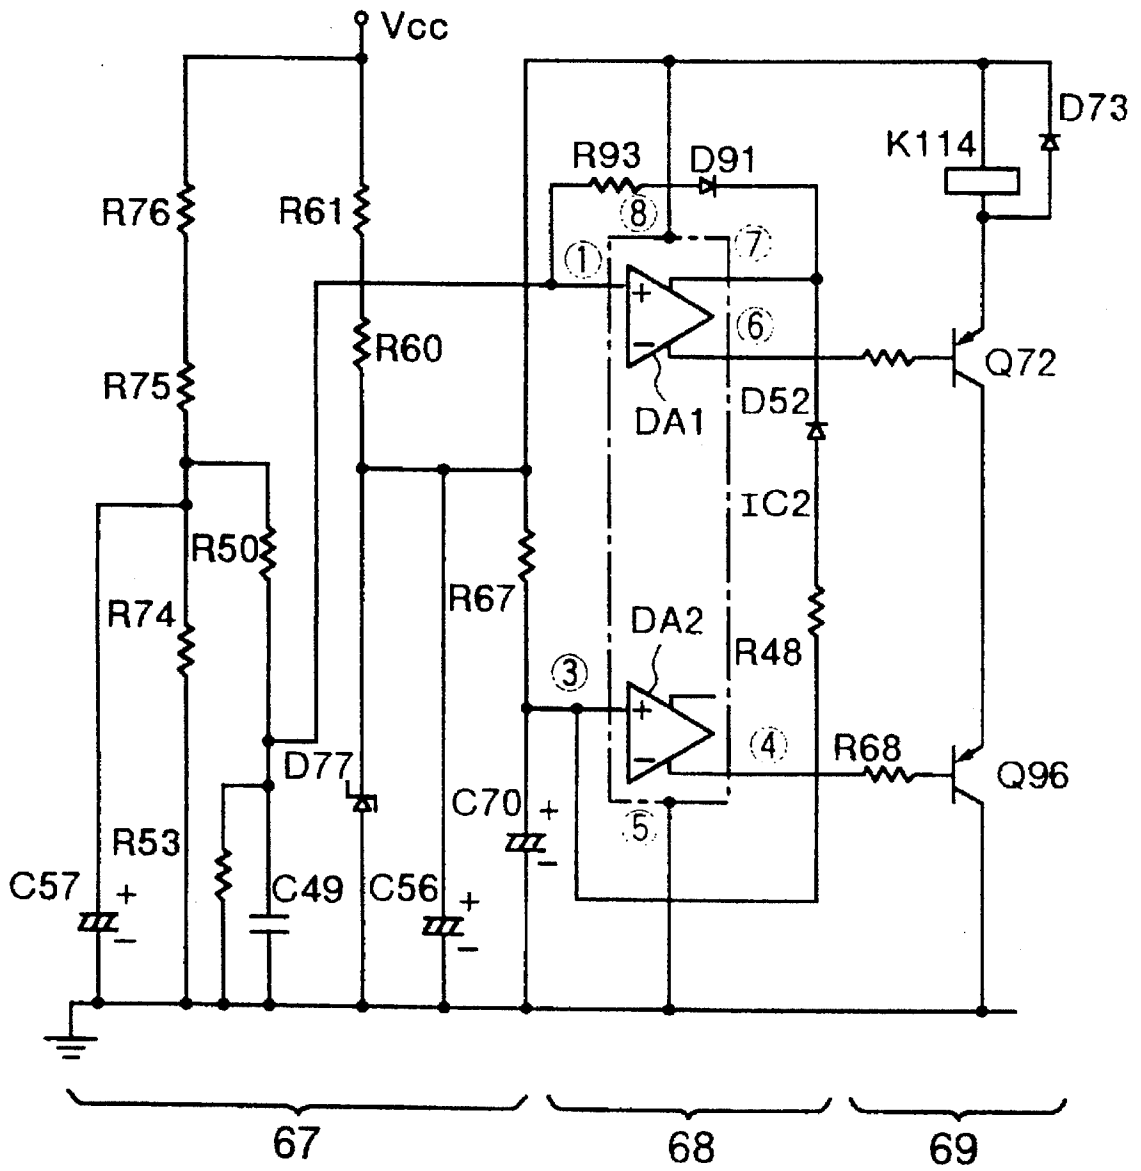 Vcc
D73
K114
R93
D91
R76
R61
⑧
⑦
①
+
−
⑥
R60
Q72
R75
DA1
D52
IC2
R50
R67
R74
DA2
R48
③
+
−
④
R68
D77
Q96
C70
+
−
⑤
R53
C57
+
−
C49
C56
+
−
67
68
69